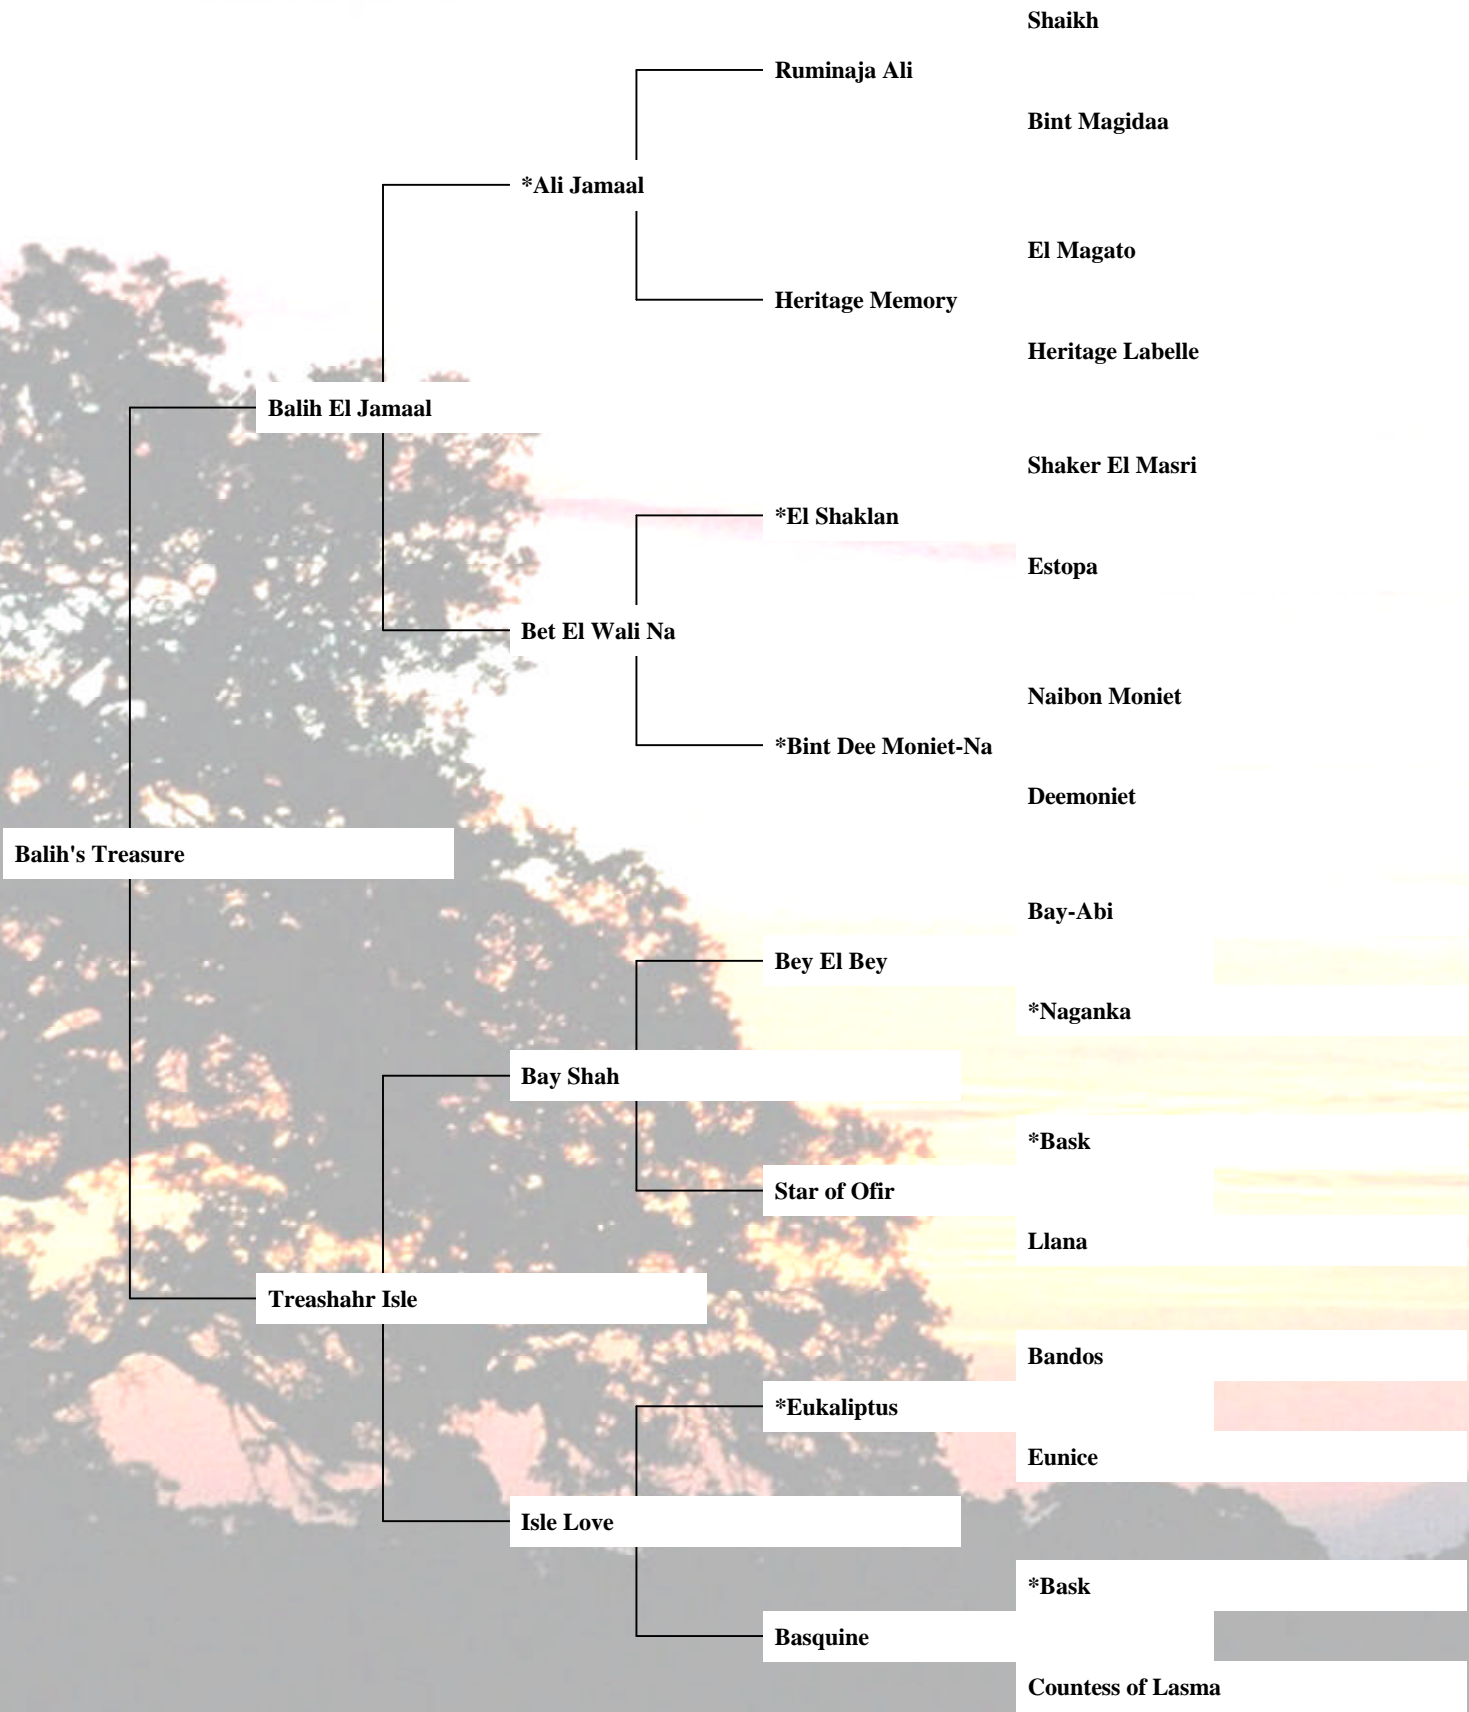 Shaikh
Ruminaja Ali
Bint Magidaa
*Ali Jamaal
El Magato
Heritage Memory
Heritage Labelle
Balih El Jamaal
Shaker El Masri
*El Shaklan
Estopa
Bet El Wali Na
Naibon Moniet
*Bint Dee Moniet-Na
Deemoniet
Balih's Treasure
Bay-Abi
Bey El Bey
*Naganka
Bay Shah
*Bask
Star of Ofir
Llana
Treashahr Isle
Bandos
*Eukaliptus
Eunice
Isle Love
*Bask
Basquine
Countess of Lasma